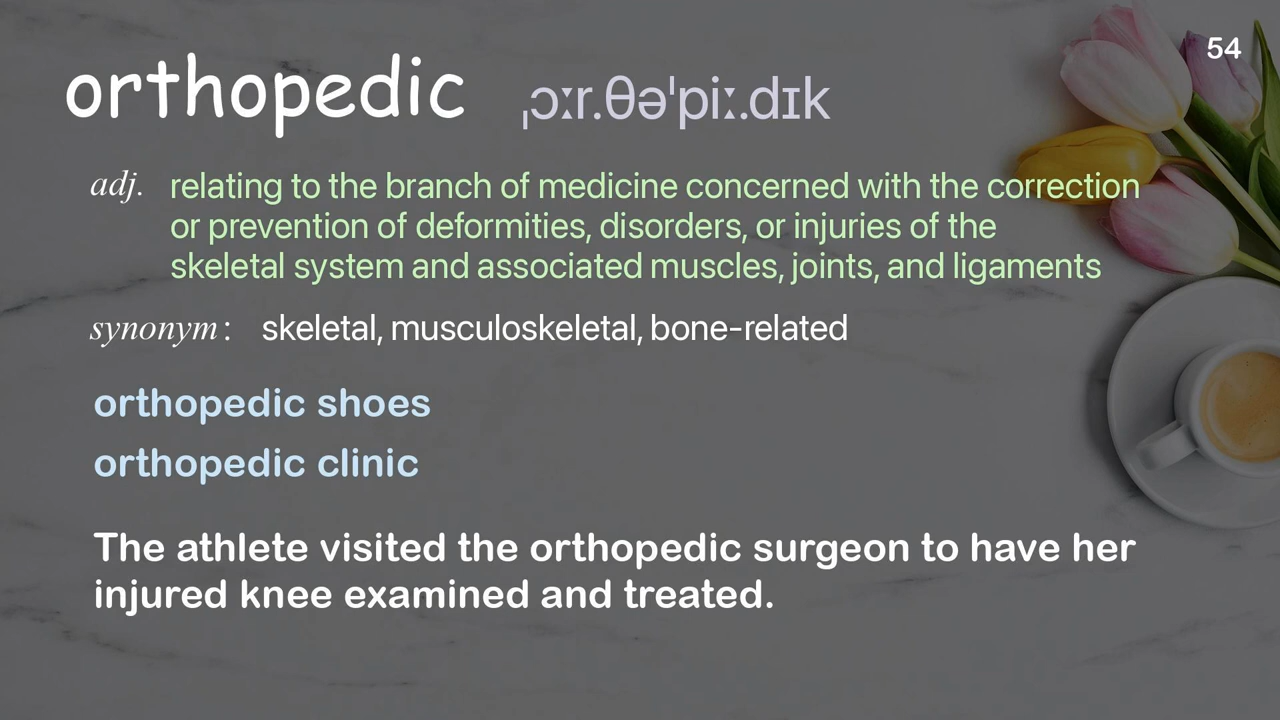 54
orthopedic ˌɔːr.θəˈpiː.dɪk
adj. relating to the branch of medicine concerned with the correction
or prevention of deformities, disorders, or injuries of the
skeletal system and associated muscles, joints, and ligaments
synonym: skeletal, musculoskeletal, bone-related
orthopedic shoes
orthopedic clinic
The athlete visited the orthopedic surgeon to have her
injured knee examined and treated.